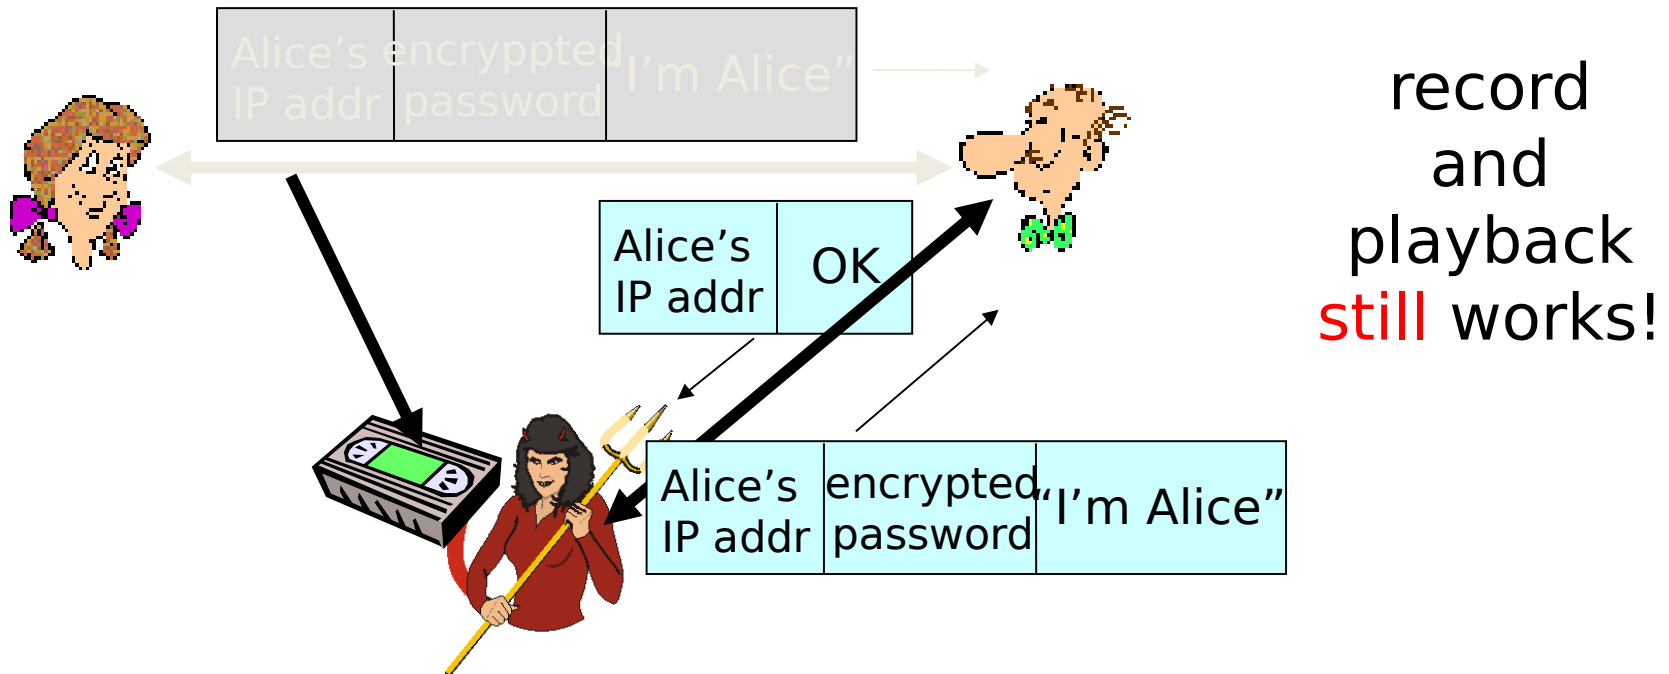 Alice’s
IP addr
encryppted
password
“I’m Alice”
record
and
playback
still works!
Alice’s
IP addr
OK
Alice’s
IP addr
encrypted
password
“I’m Alice”